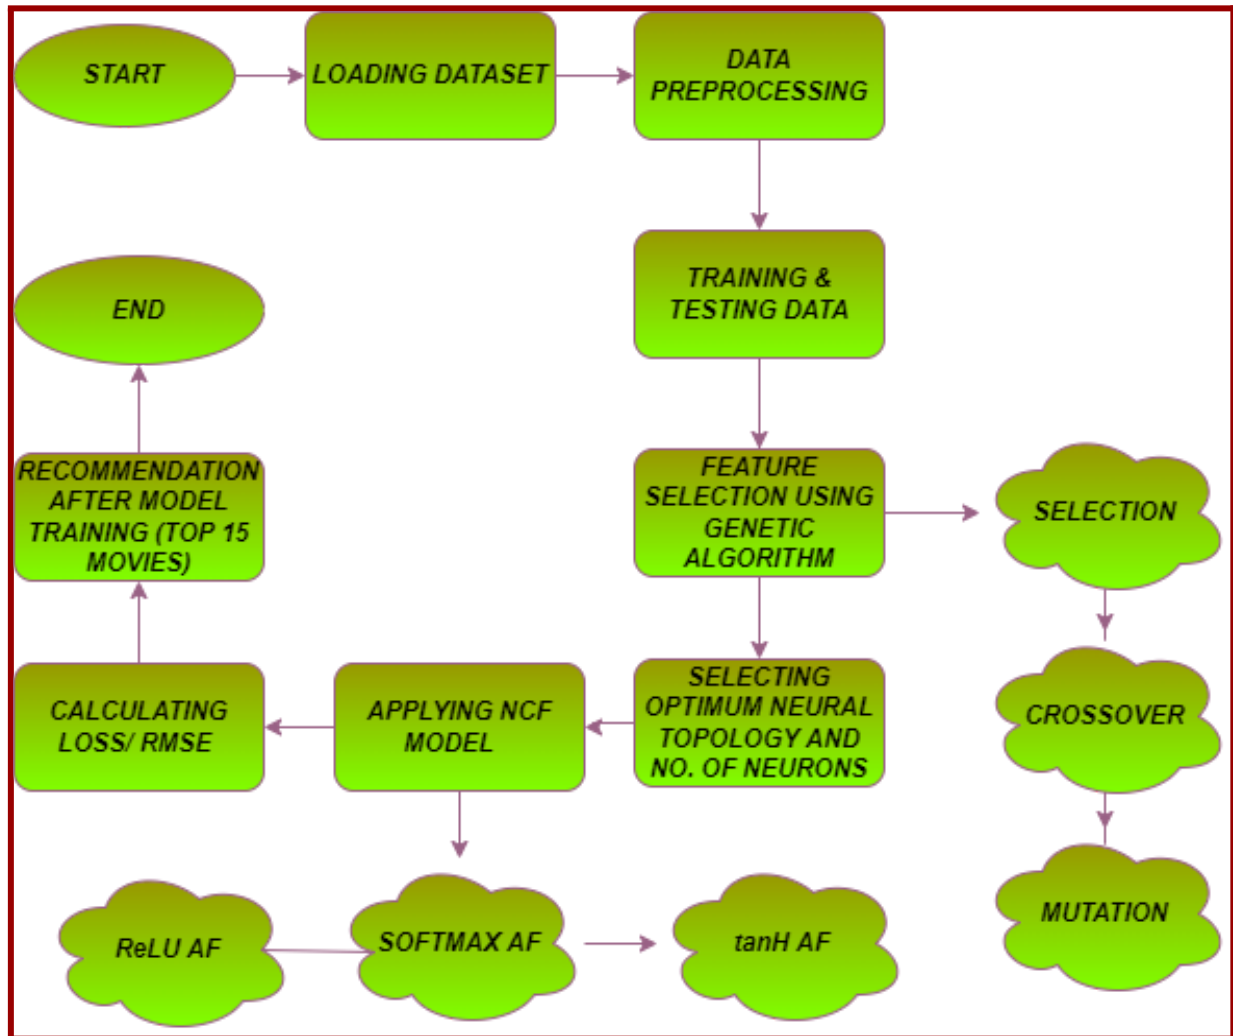 START
LOADING DATASET
DATA
PREPROCESSING
TRAINING &
TESTING DATA
FEATURE
SELECTION USING
GENETIC
ALGORITHM
SELECTION
CROSSOVER
MUTATION
SELECTING
OPTIMUM NEURAL
TOPOLOGY AND
NO. OF NEURONS
APPLYING NCF
MODEL
ReLU AF
SOFTMAX AF
tanH AF
CALCULATING
LOSS/ RMSE
RECOMMENDATION
AFTER MODEL
TRAINING (TOP 15
MOVIES)
END